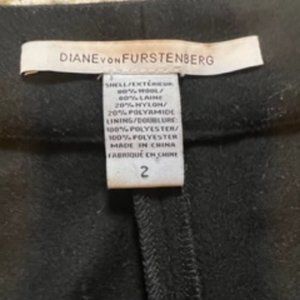 DIANE VON FURSTENBERG
SHELL/EXTÉRIEUR:
80% WOOL/
80% LAINE
20% NYLON/
20% POLYAMIDE
LINING/DOUBLURE:
100% POLYESTER/
100% POLYESTER
MADE IN CHINA
FABRIQUÉ EN CHINE
2